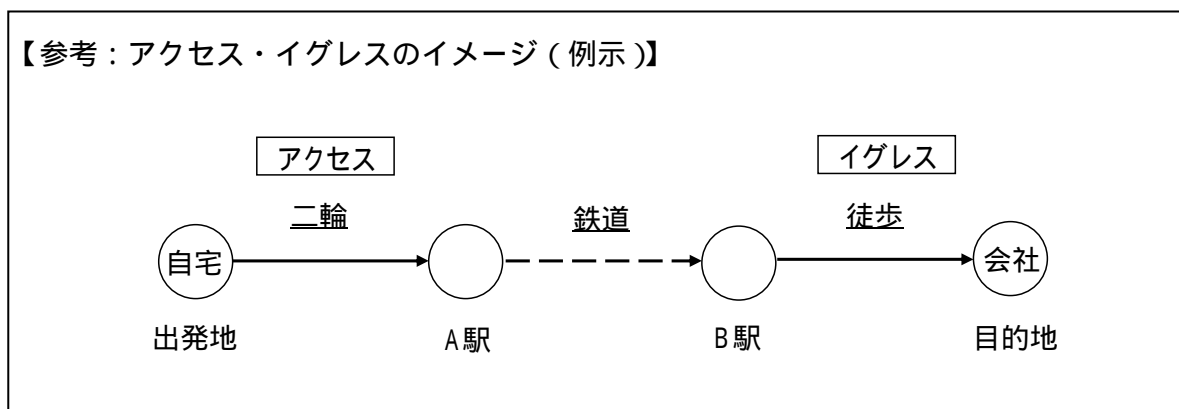 【参考：アクセス・イグレスのイメージ（例示）】
アクセス
イグレス
二輪
鉄道
徒歩
自宅
会社
出発地
A駅
B駅
目的地